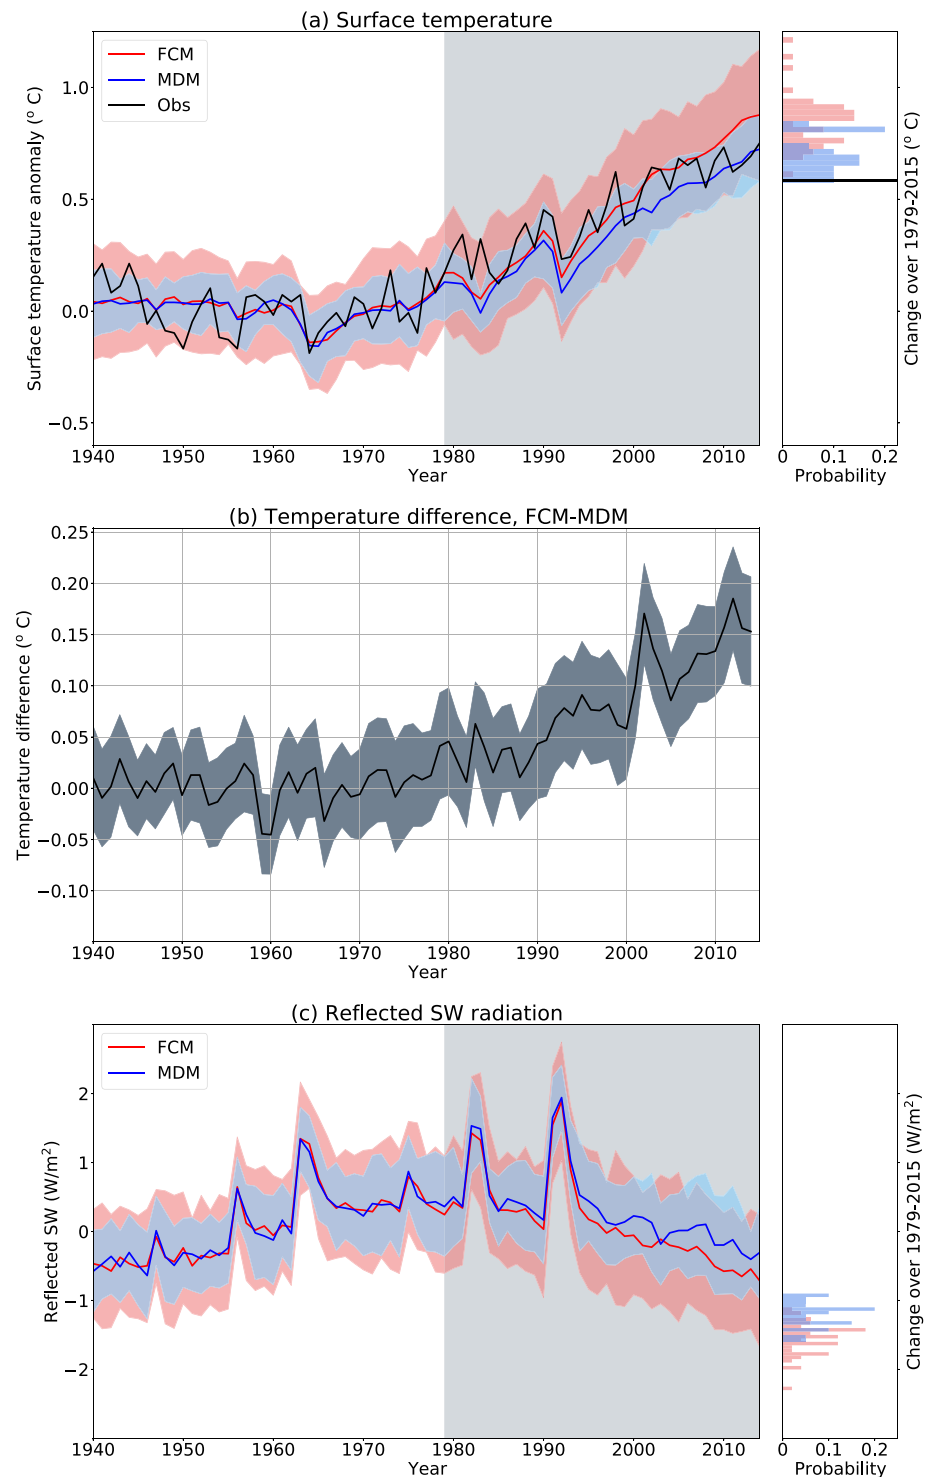 (a) Surface temperature
FCM
MDM
Obs
Surface temperature anomaly (° C)
1.0
0.5
0.0
−0.5
1940 1950 1960 1970 1980 1990 2000 2010
Year
Change over 1979-2015 (° C)
0 0.1 0.2
Probability
(b) Temperature difference, FCM-MDM
Temperature difference (° C)
0.25
0.20
0.15
0.10
0.05
0.00
−0.05
−0.10
1940 1950 1960 1970 1980 1990 2000 2010
Year
(c) Reflected SW radiation
FCM
MDM
Reflected SW (W/m²)
2
1
0
−1
−2
1940 1950 1960 1970 1980 1990 2000 2010
Year
Change over 1979-2015 (W/m²)
0 0.1 0.2
Probability